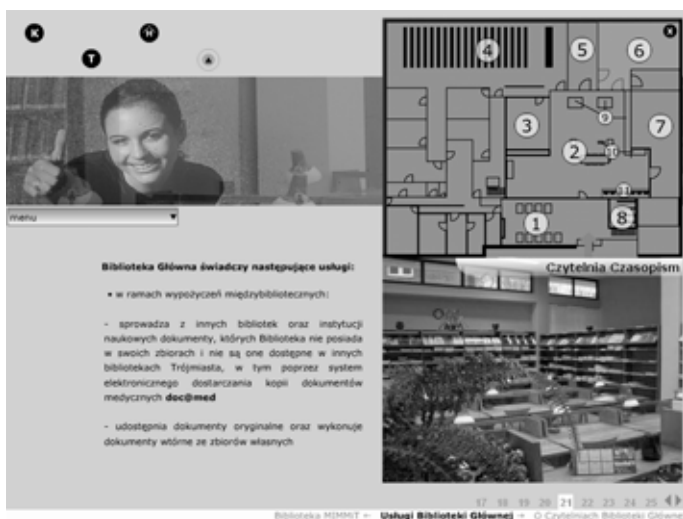 K
H
T
X
4
5
6
3
9
7
2
10
11
1
8
menu
Czytelnia Czasopism
Biblioteka Główna świadczy następujące usługi:
• w ramach wypożyczeń międzybibliotecznych:
- sprowadza z innych bibliotek oraz instytucji
naukowych dokumenty, których Biblioteka nie posiada
w swoich zbiorach i nie są one dostępne w innych
bibliotekach Trójmiasta, w tym poprzez system
elektronicznego dostarczania kopii dokumentów
medycznych doc@med
- udostępnia dokumenty oryginalne oraz wykonuje
dokumenty wtórne ze zbiorów własnych
17 18 19 20 21 22 23 24 25
Biblioteka MIMMiT ← Usługi Biblioteki Głównej → O Czytelniach Biblioteki Główne